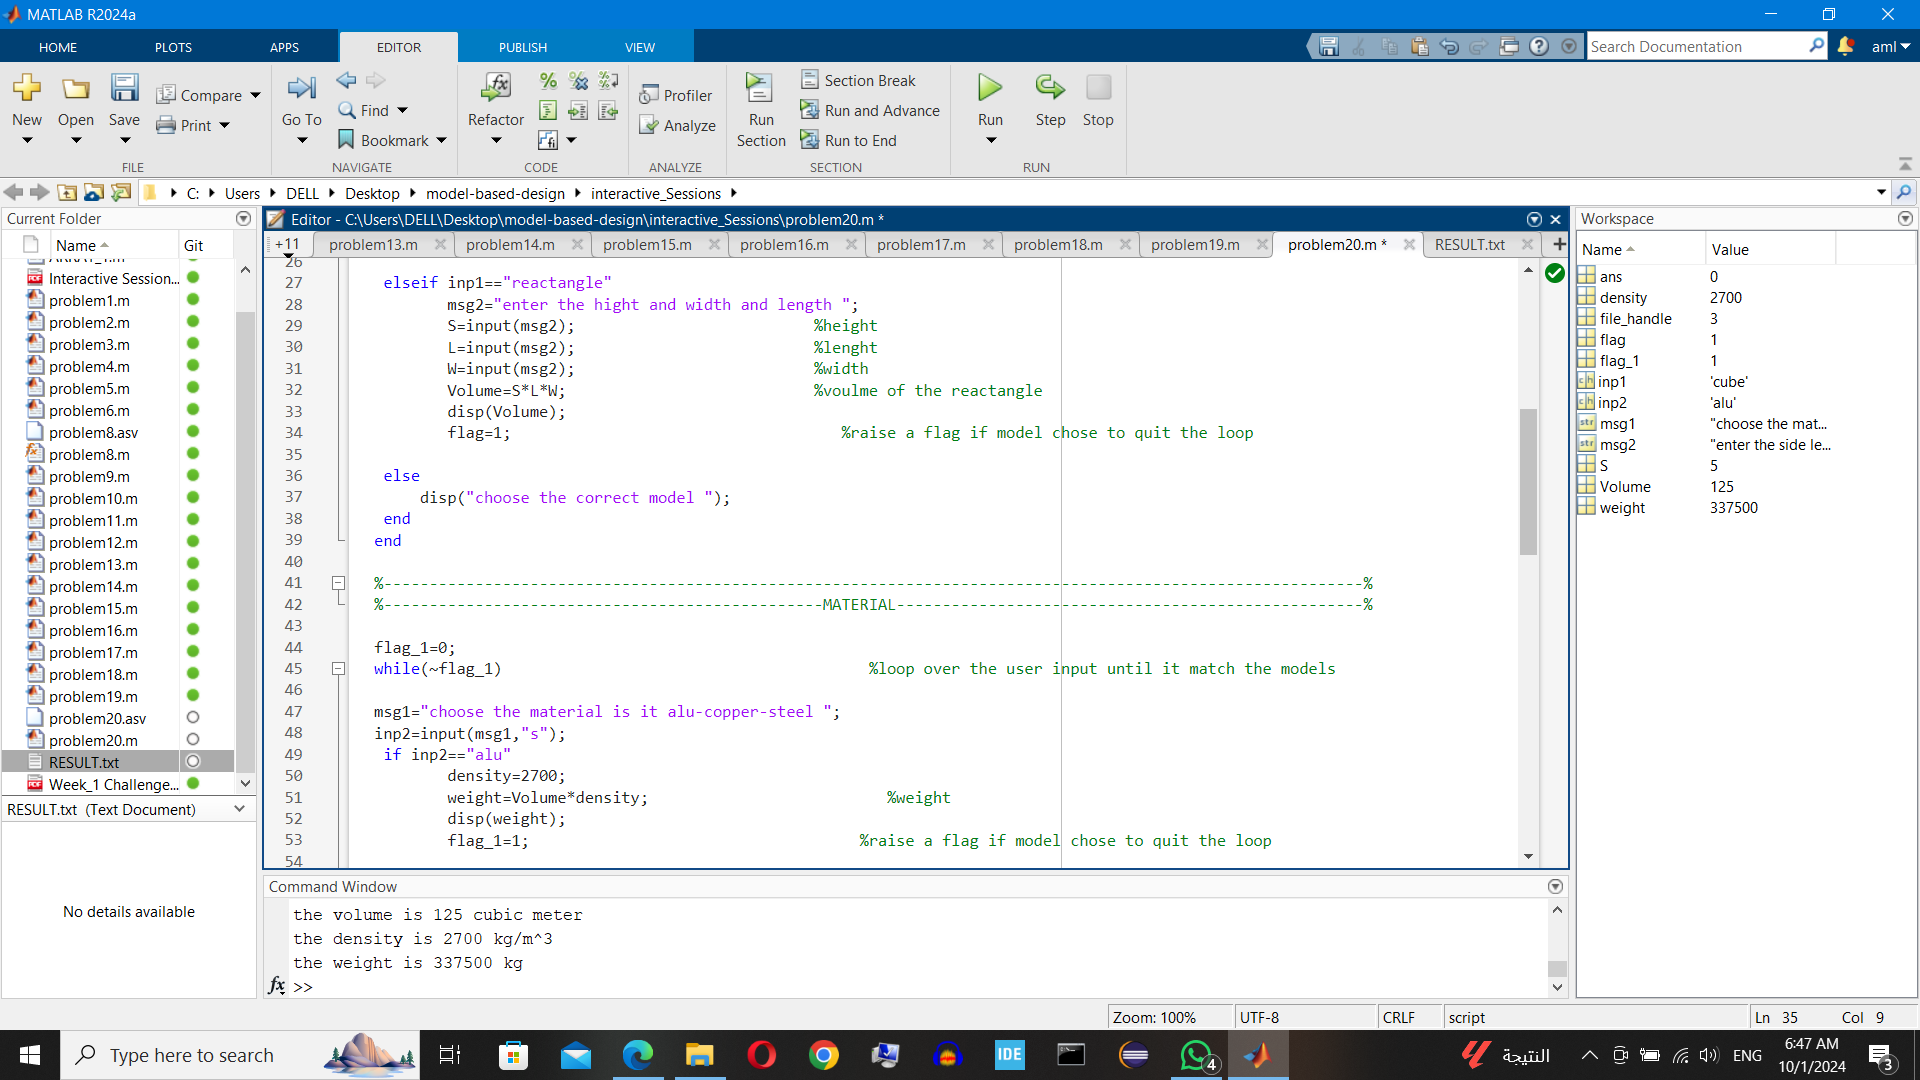 MATLAB R2024a
HOME PLOTS APPS EDITOR PUBLISH VIEW
Search Documentation
aml
New Open Save Compare Print
FILE
Go To Find Bookmark
NAVIGATE
Refactor
CODE
Profiler
Analyze
ANALYZE
Run Section
Section Break
Run and Advance
Run to End
SECTION
Run Step Stop
RUN
C: Users DELL Desktop model-based-design interactive_Sessions
Current Folder
Name Git
Interactive Session...
problem1.m
problem2.m
problem3.m
problem4.m
problem5.m
problem6.m
problem8.asv
problem8.m
problem9.m
problem10.m
problem11.m
problem12.m
problem13.m
problem14.m
problem15.m
problem16.m
problem17.m
problem18.m
problem19.m
problem20.asv
problem20.m
RESULT.txt
Week_1 Challenge...
RESULT.txt (Text Document)
No details available
Editor - C:\Users\DELL\Desktop\model-based-design\interactive_Sessions\problem20.m *
+11 problem13.m problem14.m problem15.m problem16.m problem17.m problem18.m problem19.m problem20.m * RESULT.txt
26
27 elseif inp1=="reactangle"
28 msg2="enter the hight and width and length ";
29 S=input(msg2); %height
30 L=input(msg2); %lenght
31 W=input(msg2); %width
32 Volume=S*L*W; %voulme of the reactangle
33 disp(Volume);
34 flag=1; %raise a flag if model chose to quit the loop
35
36 else
37 disp("choose the correct model ");
38 end
39 end
40
41 %-----------------------------------------------------------------------------------------------------------%
42 %------------------------------------------------MATERIAL---------------------------------------------------%
43
44 flag_1=0;
45 while(~flag_1) %loop over the user input until it match the models
46
47 msg1="choose the material is it alu-copper-steel ";
48 inp2=input(msg1,"s");
49 if inp2=="alu"
50 density=2700;
51 weight=Volume*density; %weight
52 disp(weight);
53 flag_1=1; %raise a flag if model chose to quit the loop
54
Command Window
the volume is 125 cubic meter
the density is 2700 kg/m^3
the weight is 337500 kg
fx >>
Workspace
Name Value
ans 0
density 2700
file_handle 3
flag 1
flag_1 1
inp1 'cube'
inp2 'alu'
msg1 "choose the mat...
msg2 "enter the side le...
S 5
Volume 125
weight 337500
Zoom: 100% UTF-8 CRLF script Ln 35 Col 9
Type here to search
IDE
4
النتيجة
ENG
6:47 AM
10/1/2024
3